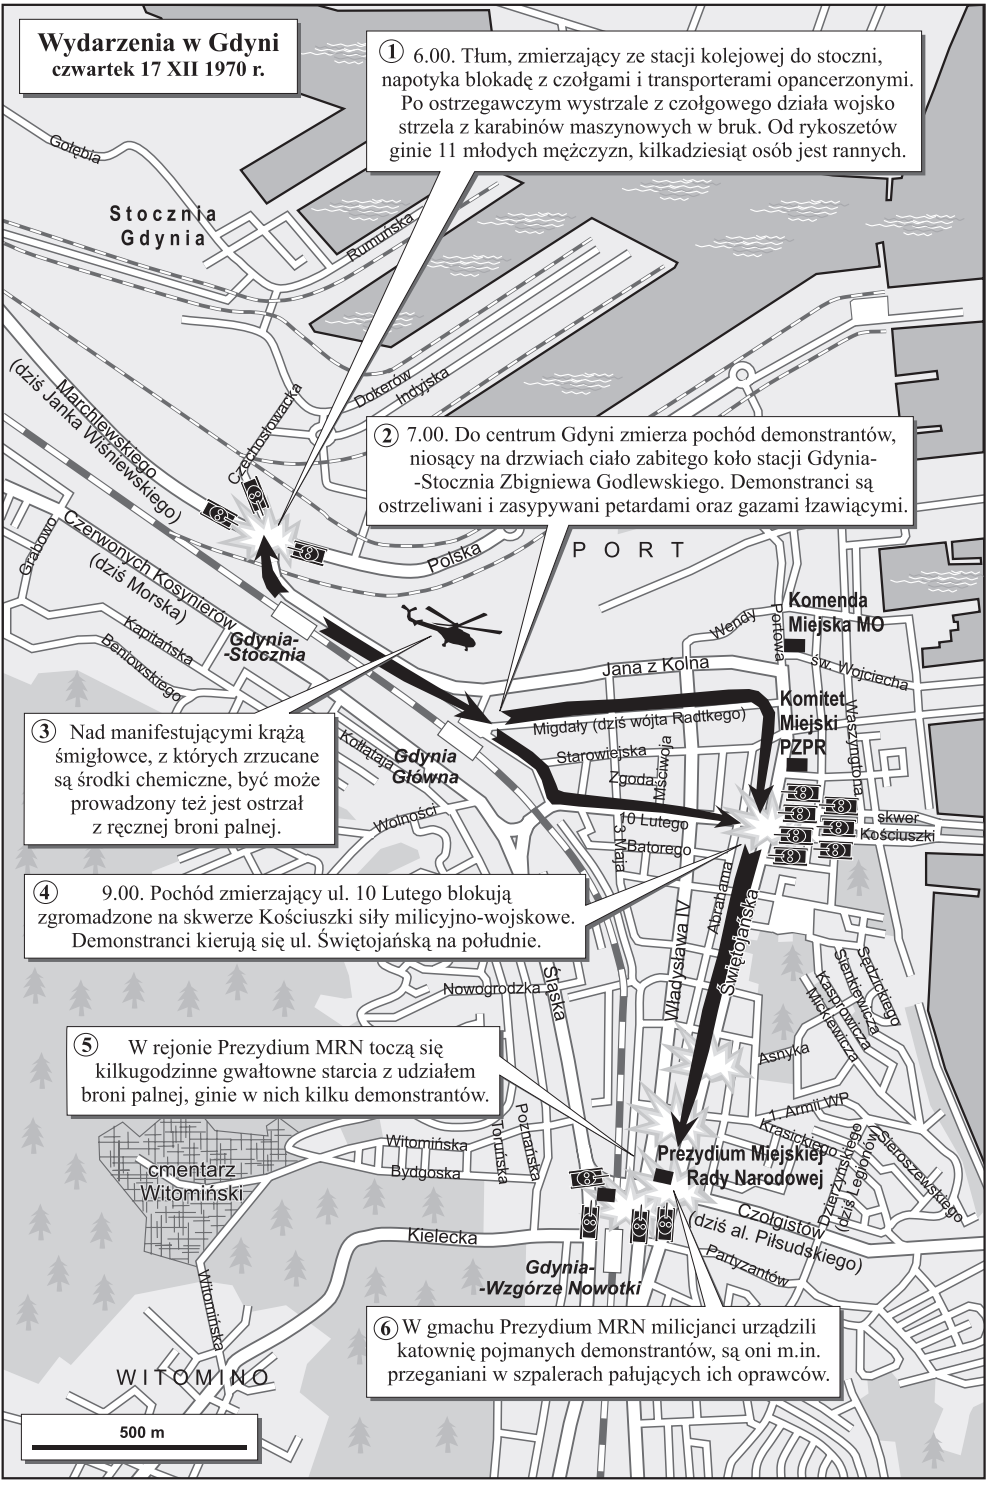 Wydarzenia w Gdyni
czwartek 17 XII 1970 r.
1 6.00. Tłum, zmierzający ze stacji kolejowej do stoczni,
napotyka blokadę z czołgami i transporterami opancerzonymi.
Po ostrzegawczym wystrzale z czołgowego działa wojsko
strzela z karabinów maszynowych w bruk. Od rykoszetów
ginie 11 młodych mężczyzn, kilkadziesiąt osób jest rannych.
Gołębia
Stocznia
Gdynia
Rumuńska
Dokerów
Indyjska
Czechosłowacka
Marchlewskiego
(dziś Janka Wiśniewskiego)
2 7.00. Do centrum Gdyni zmierza pochód demonstrantów,
niosący na drzwiach ciało zabitego koło stacji Gdynia-
-Stocznia Zbigniewa Godlewskiego. Demonstranci są
ostrzeliwani i zasypywani petardami oraz gazami łzawiącymi.
Grabowo
Czerwonych Kosynierów
(dziś Morska)
Polska
PORT
Kapitańska
Beniowskiego
Gdynia-
-Stocznia
Wendy
Portowa
Komenda
Miejska MO
Jana z Kolna
św. Wojciecha
Komitet
Miejski
PZPR
Waszyngtona
3 Nad manifestującymi krążą
śmigłowce, z których zrzucane
są środki chemiczne, być może
prowadzony też jest ostrzał
z ręcznej broni palnej.
Kołłątaja
Gdynia
Główna
Wolności
Migdały (dziś wójta Radtkego)
Starowiejska
Zgoda
Mściwoja
10 Lutego
3 Maja
Batorego
skwer
Kościuszki
4 9.00. Pochód zmierzający ul. 10 Lutego blokują
zgromadzone na skwerze Kościuszki siły milicyjno-wojskowe.
Demonstranci kierują się ul. Świętojańską na południe.
Abrahama
Władysława IV
Świętojańska
Śląska
Nowogrodzka
Sędzickiego
Sienkiewicza
Kasprowicza
Mickiewicza
5 W rejonie Prezydium MRN toczą się
kilkugodzinne gwałtowne starcia z udziałem
broni palnej, ginie w nich kilku demonstrantów.
Asnyka
1. Armii WP
Krasickiego
Sieroszewskiego
Dzierżyńskiego
(dziś Legionów)
Poznańska
Toruńska
Witomińska
Bydgoska
cmentarz
Witomiński
Prezydium Miejskiej
Rady Narodowej
Czołgistów
(dziś al. Piłsudskiego)
Kielecka
Partyzantów
Gdynia-
-Wzgórze Nowotki
Witomińska
6 W gmachu Prezydium MRN milicjanci urządzili
katownię pojmanych demonstrantów, są oni m.in.
przeganiani w szpalerach pałujących ich oprawców.
WITOMINO
500 m